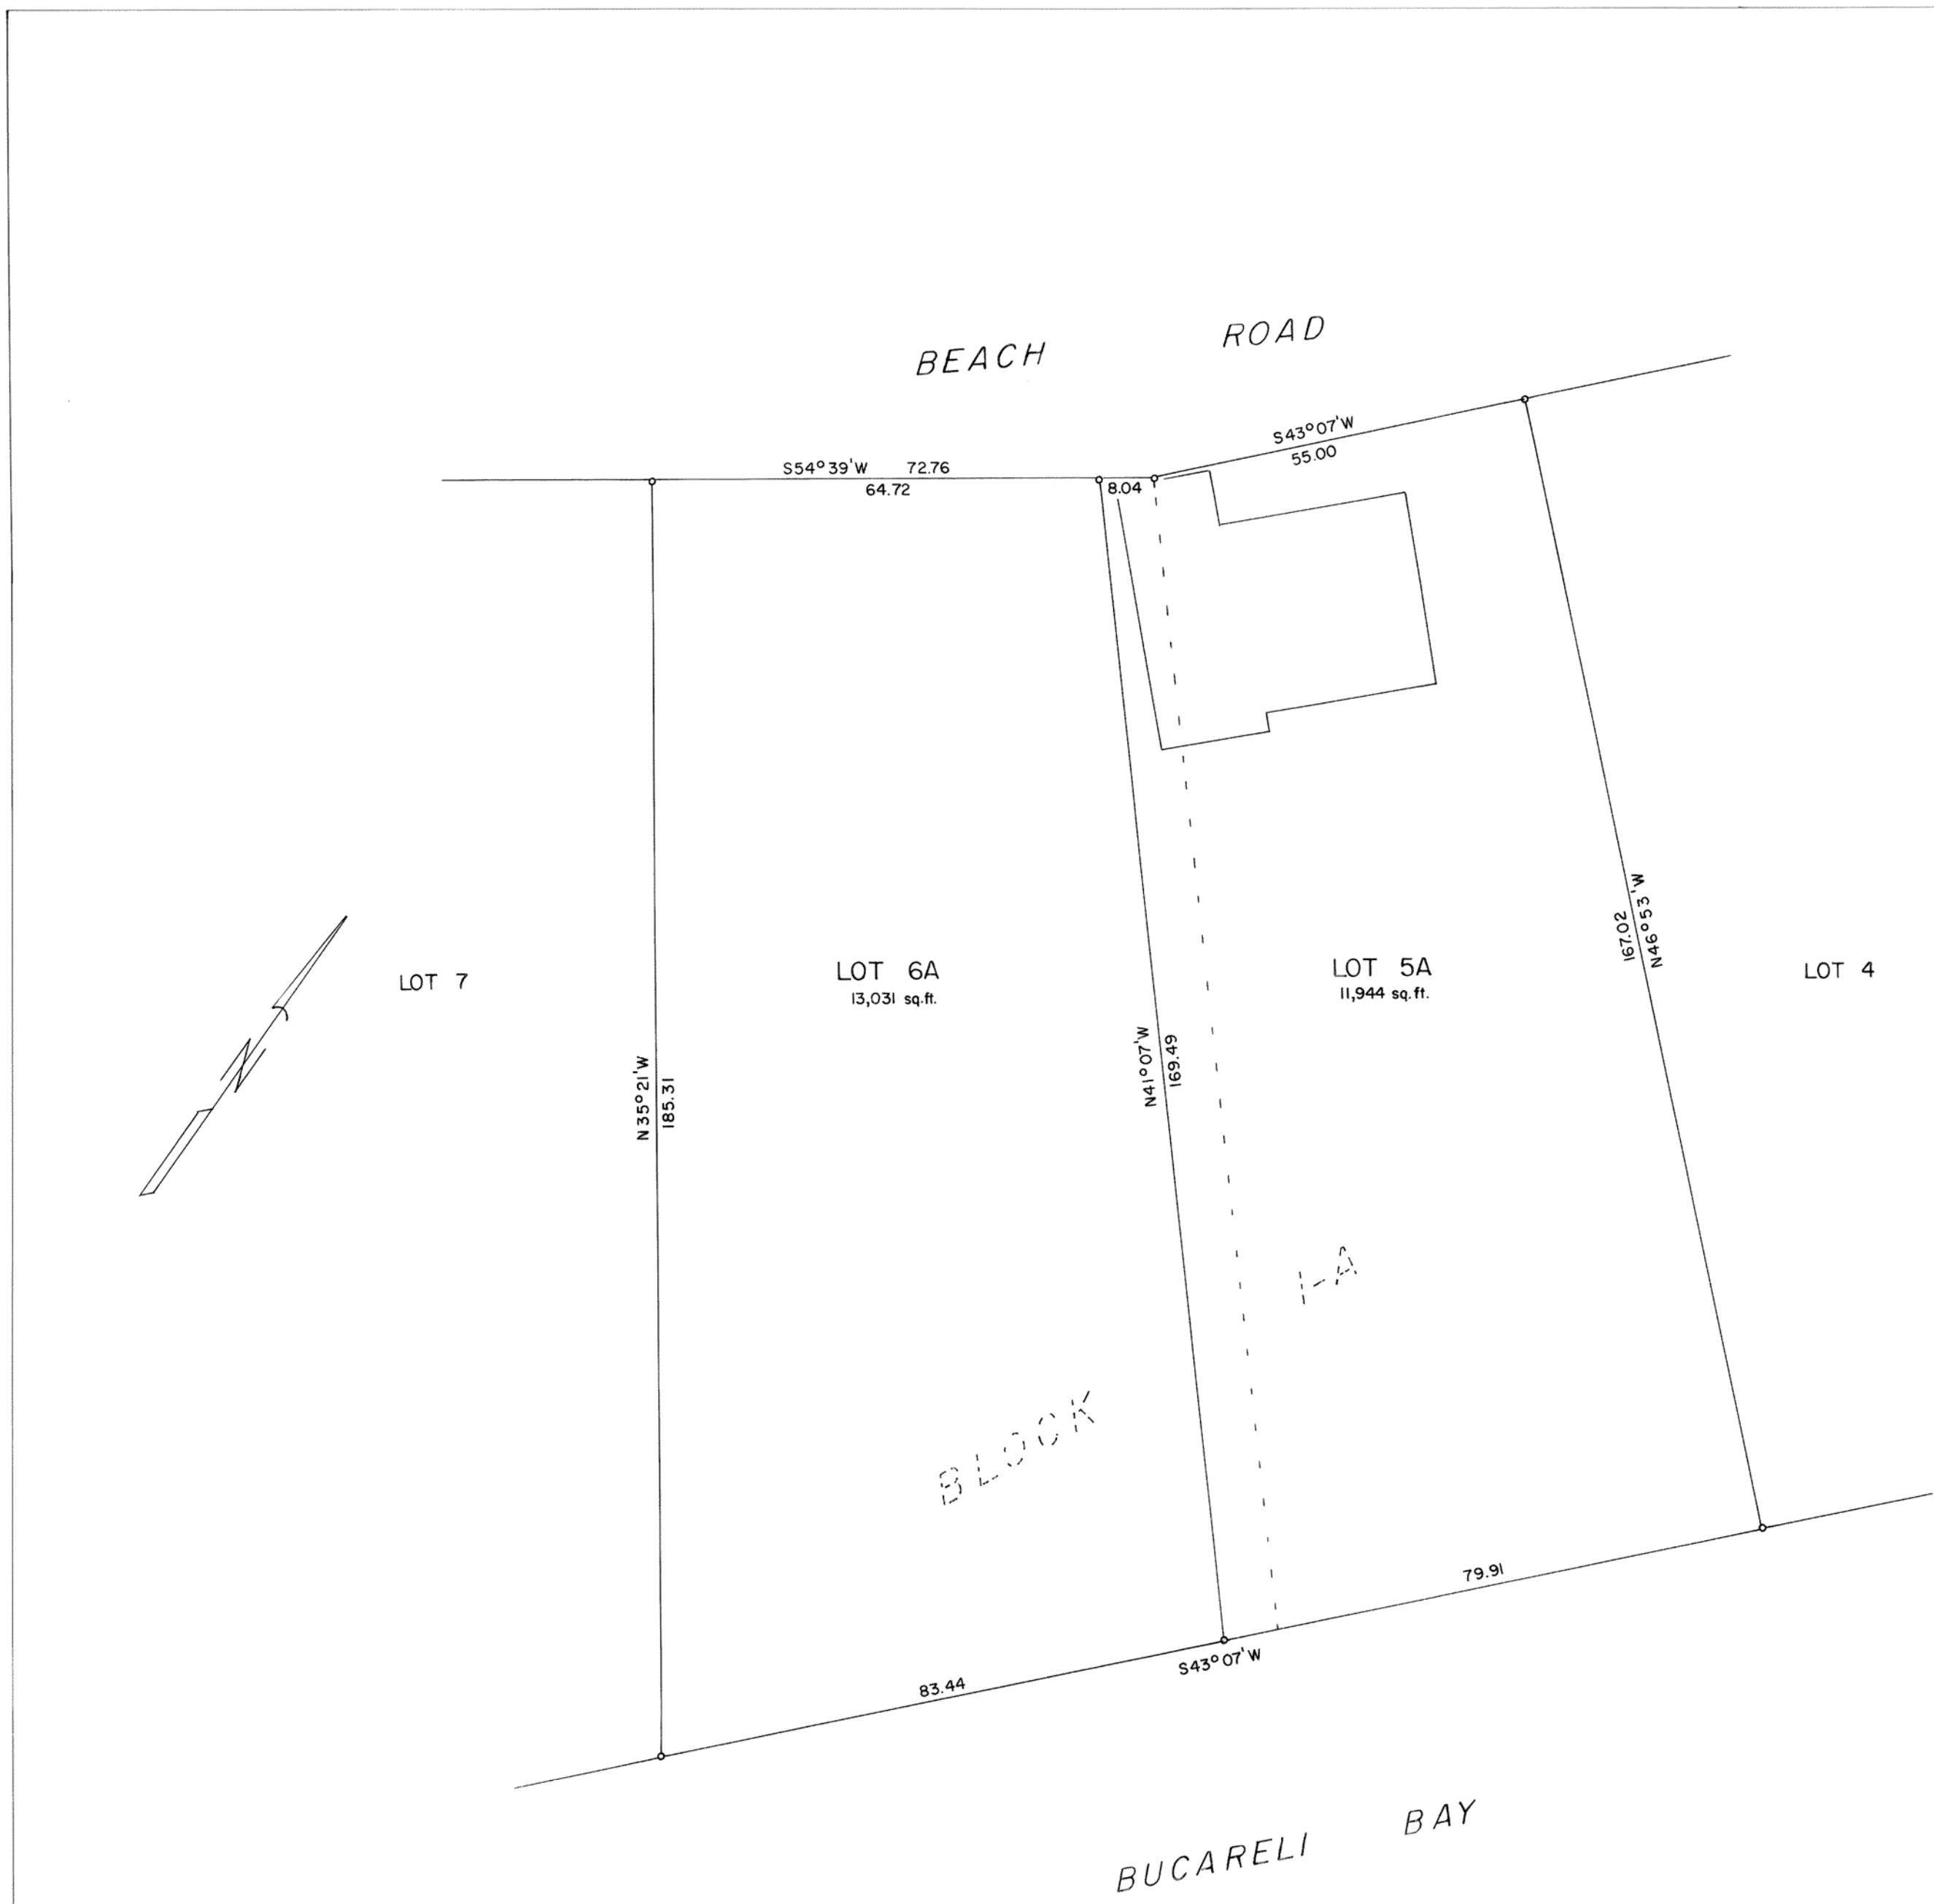 BEACH ROAD
S43°07'W
55.00
S54°39'W 72.76
64.72
8.04
LOT 7
LOT 6A
13,031 sq.ft.
LOT 5A
11,944 sq.ft.
LOT 4
N
167.02
N46°53'W
N41°07'W
169.49
N35°21'W
185.31
BLOCK 1-A
79.91
S43°07'W
83.44
BUCARELI BAY